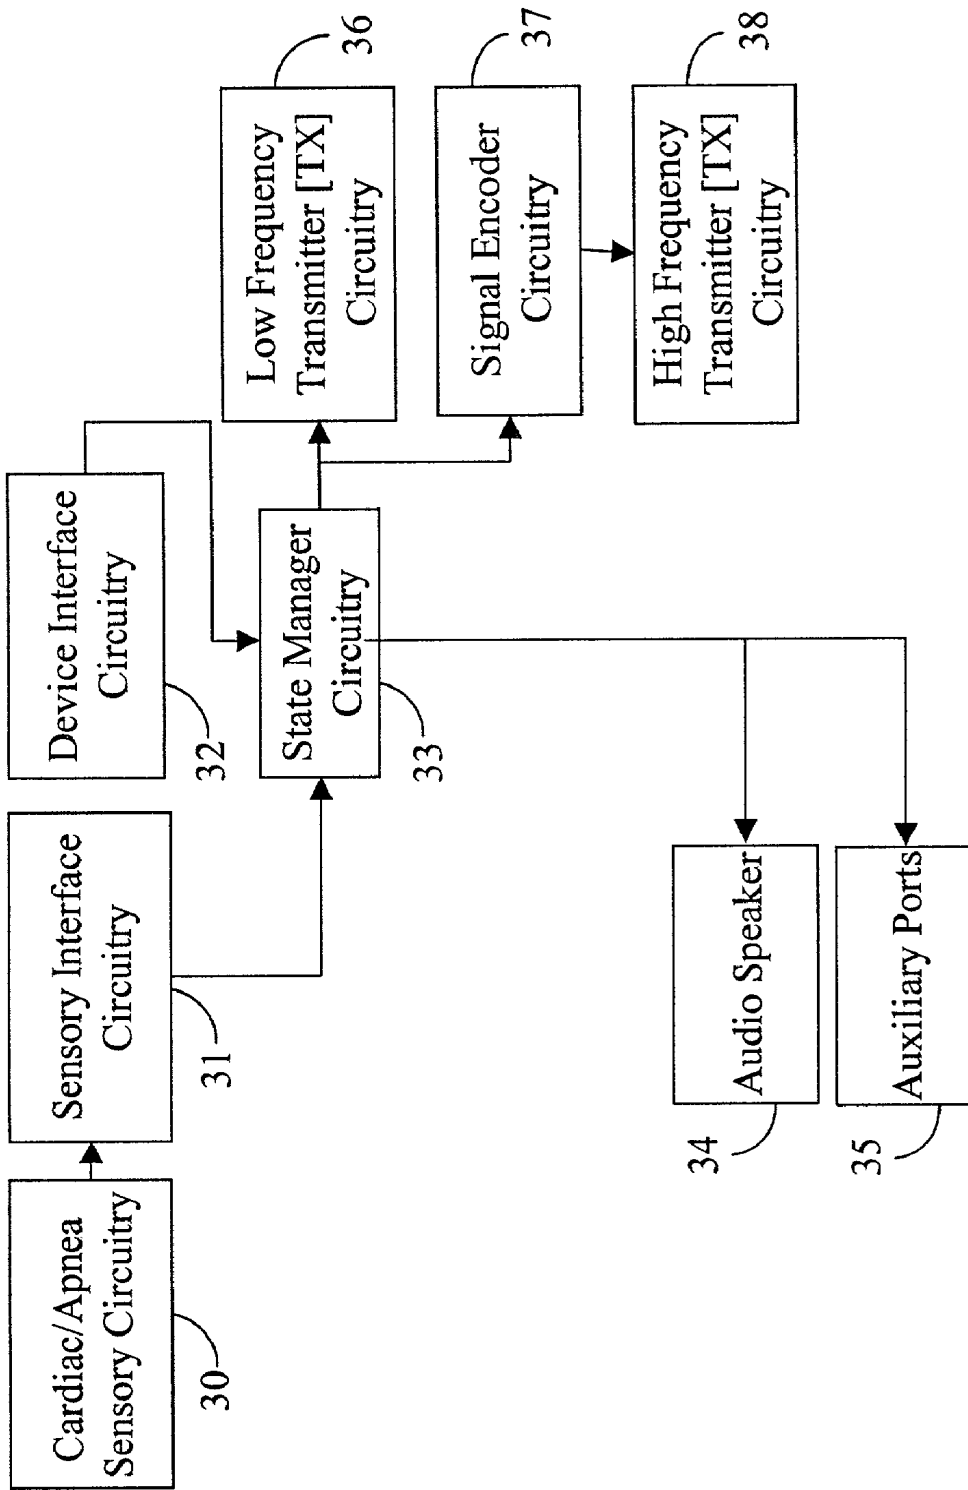 Cardiac/Apnea
Sensory Circuitry
30
Sensory Interface
Circuitry
31
Device Interface
Circuitry
32
State Manager
Circuitry
33
Low Frequency
Transmitter [TX]
Circuitry
36
Signal Encoder
Circuitry
37
High Frequency
Transmitter [TX]
Circuitry
38
Audio Speaker
34
Auxiliary Ports
35